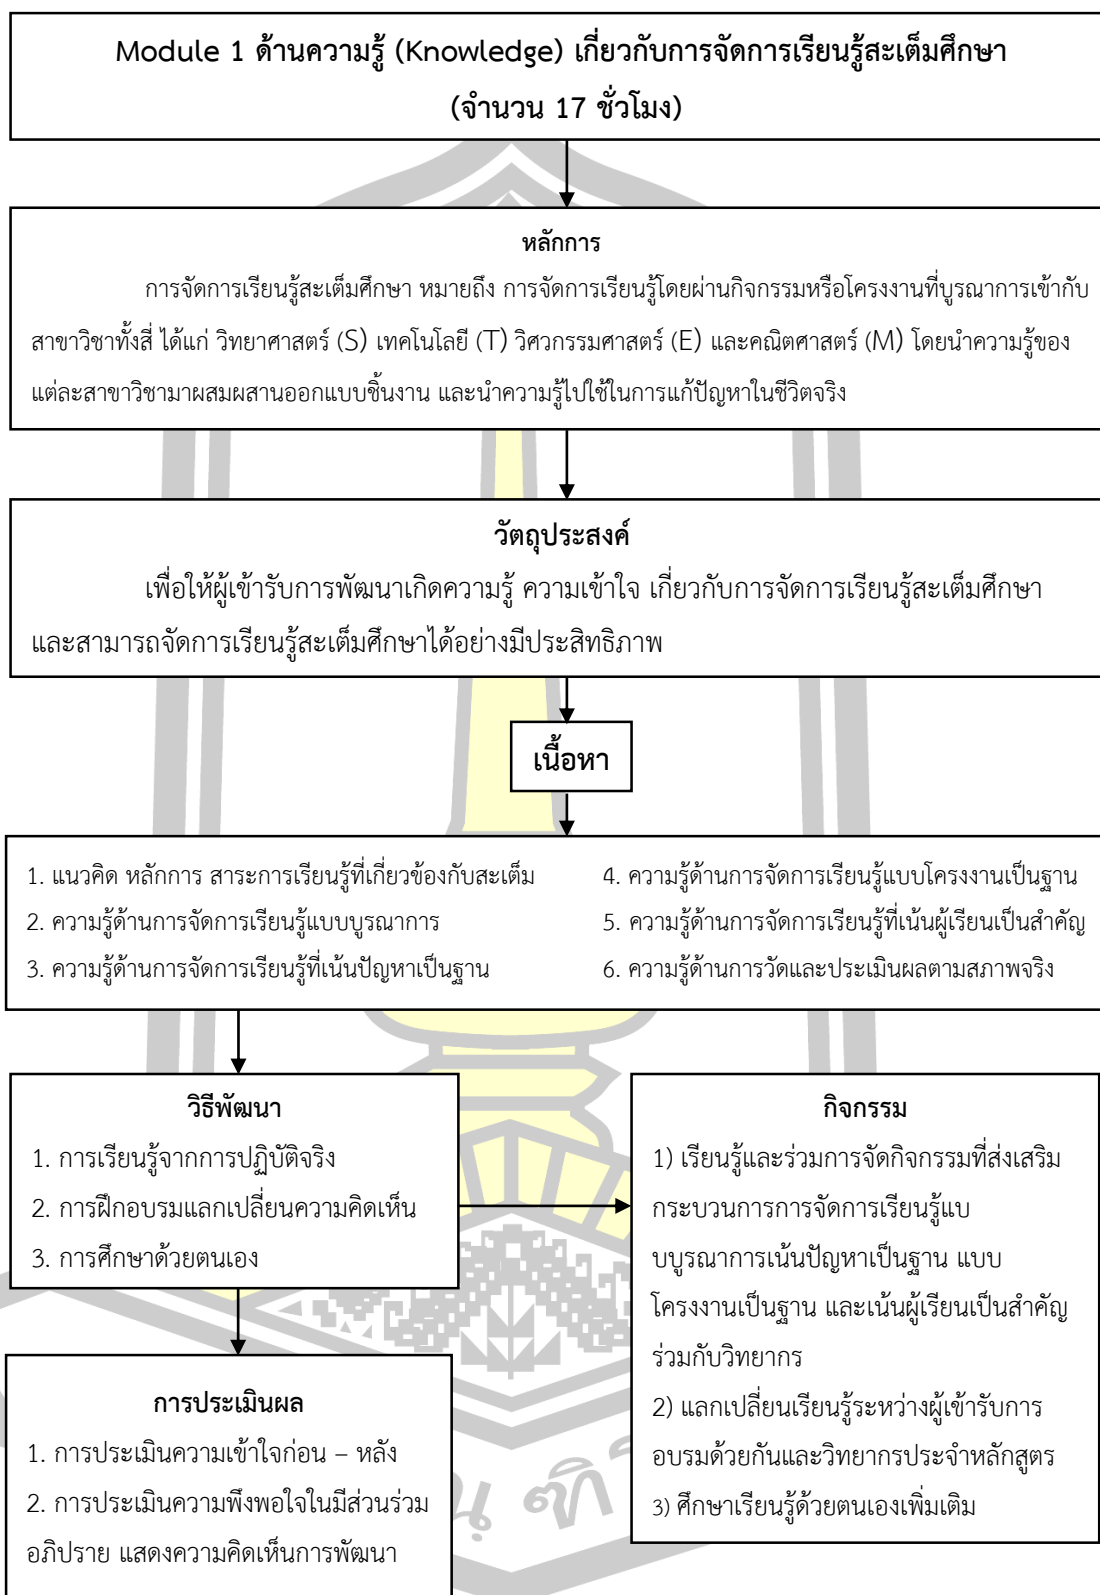 Module 1 ด้านความรู้ (Knowledge) เกี่ยวกับการจัดการเรียนรู้สะเต็มศึกษา
(จำนวน 17 ชั่วโมง)
หลักการ
การจัดการเรียนรู้สะเต็มศึกษา หมายถึง การจัดการเรียนรู้โดยผ่านกิจกรรมหรือโครงงานที่บูรณาการเข้ากับ
สาขาวิชาทั้งสี่ ได้แก่ วิทยาศาสตร์ (S) เทคโนโลยี (T) วิศวกรรมศาสตร์ (E) และคณิตศาสตร์ (M) โดยนำความรู้ของ
แต่ละสาขาวิชามาผสมผสานออกแบบชิ้นงาน และนำความรู้ไปใช้ในการแก้ปัญหาในชีวิตจริง
วัตถุประสงค์
เพื่อให้ผู้เข้ารับการพัฒนาเกิดความรู้ ความเข้าใจ เกี่ยวกับการจัดการเรียนรู้สะเต็มศึกษา
และสามารถจัดการเรียนรู้สะเต็มศึกษาได้อย่างมีประสิทธิภาพ
เนื้อหา
1. แนวคิด หลักการ สาระการเรียนรู้ที่เกี่ยวข้องกับสะเต็ม
2. ความรู้ด้านการจัดการเรียนรู้แบบบูรณาการ
3. ความรู้ด้านการจัดการเรียนรู้ที่เน้นปัญหาเป็นฐาน
4. ความรู้ด้านการจัดการเรียนรู้แบบโครงงานเป็นฐาน
5. ความรู้ด้านการจัดการเรียนรู้ที่เน้นผู้เรียนเป็นสำคัญ
6. ความรู้ด้านการวัดและประเมินผลตามสภาพจริง
วิธีพัฒนา
1. การเรียนรู้จากการปฏิบัติจริง
2. การฝึกอบรมแลกเปลี่ยนความคิดเห็น
3. การศึกษาด้วยตนเอง
กิจกรรม
1) เรียนรู้และร่วมการจัดกิจกรรมที่ส่งเสริม
กระบวนการการจัดการเรียนรู้แบ
บบูรณาการเน้นปัญหาเป็นฐาน แบบ
โครงงานเป็นฐาน และเน้นผู้เรียนเป็นสำคัญ
ร่วมกับวิทยากร
2) แลกเปลี่ยนเรียนรู้ระหว่างผู้เข้ารับการ
อบรมด้วยกันและวิทยากรประจำหลักสูตร
3) ศึกษาเรียนรู้ด้วยตนเองเพิ่มเติม
การประเมินผล
1. การประเมินความเข้าใจก่อน – หลัง
2. การประเมินความพึงพอใจในมีส่วนร่วม
อภิปราย แสดงความคิดเห็นการพัฒนา